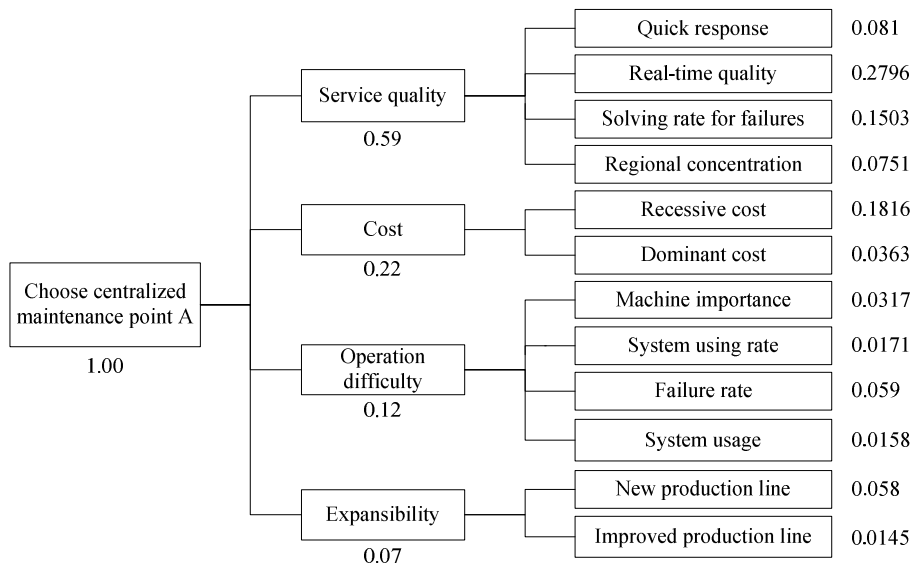 Quick response 0.081
Real-time quality 0.2796
Service quality
0.59
Solving rate for failures 0.1503
Regional concentration 0.0751
Recessive cost 0.1816
Cost
0.22
Dominant cost 0.0363
Choose centralized
maintenance point A
1.00
Machine importance 0.0317
System using rate 0.0171
Operation
difficulty
0.12
Failure rate 0.059
System usage 0.0158
New production line 0.058
Expansibility
0.07
Improved production line 0.0145